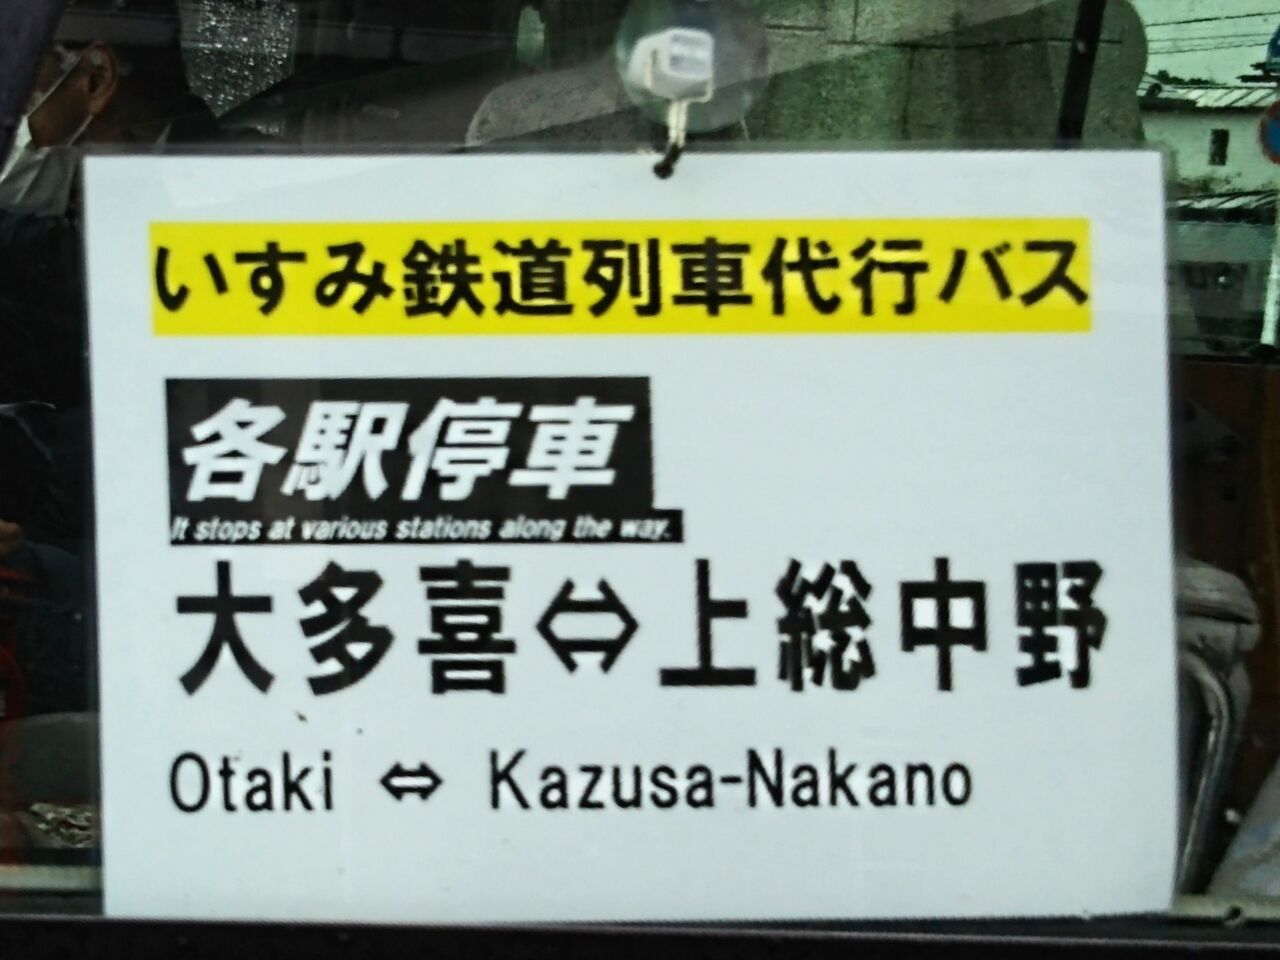 いすみ鉄道列車代行バス
各駅停車
It stops at various stations along the way.
大多喜⇔上総中野
Otaki ⇔ Kazusa-Nakano